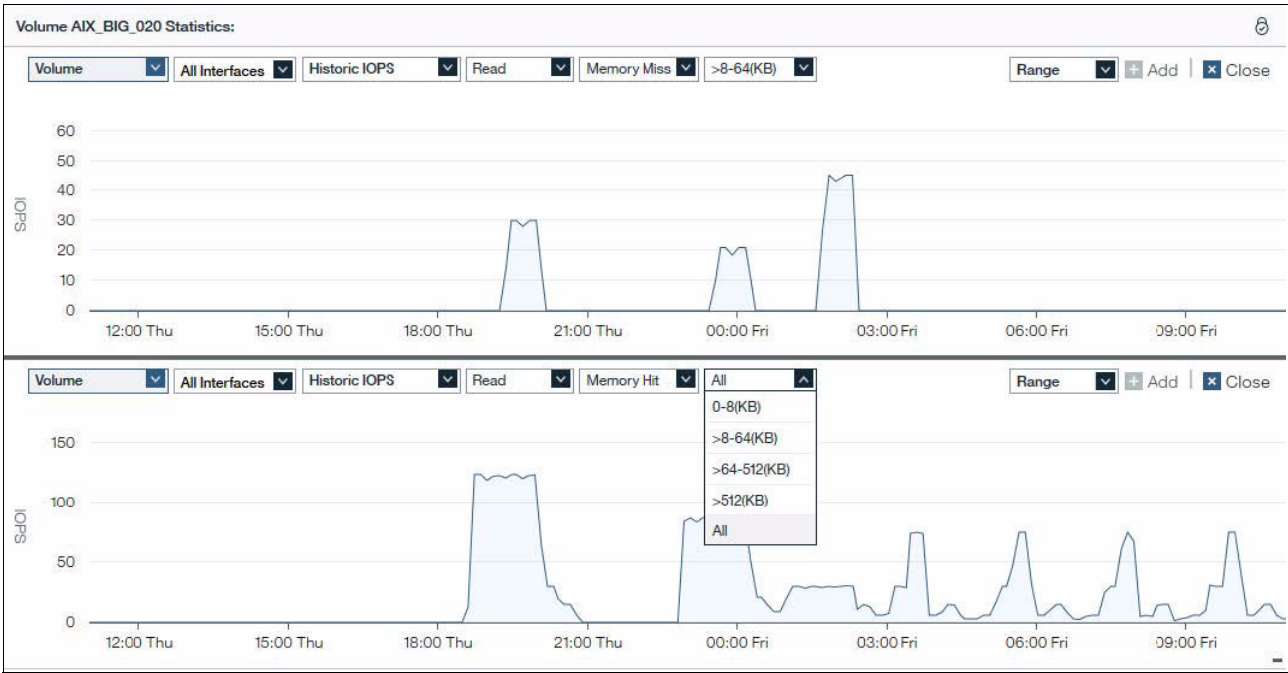 Volume AIX_BIG_020 Statistics:
Volume All Interfaces Historic IOPS Read Memory Miss >8-64(KB) Range Add Close
60
50
40
30
20
10
0
IOPS
12:00 Thu 15:00 Thu 18:00 Thu 21:00 Thu 00:00 Fri 03:00 Fri 06:00 Fri 09:00 Fri
Volume All Interfaces Historic IOPS Read Memory Hit All Range Add Close
0-8(KB)
>8-64(KB)
>64-512(KB)
>512(KB)
All
150
100
50
0
IOPS
12:00 Thu 15:00 Thu 18:00 Thu 21:00 Thu 00:00 Fri 03:00 Fri 06:00 Fri 09:00 Fri